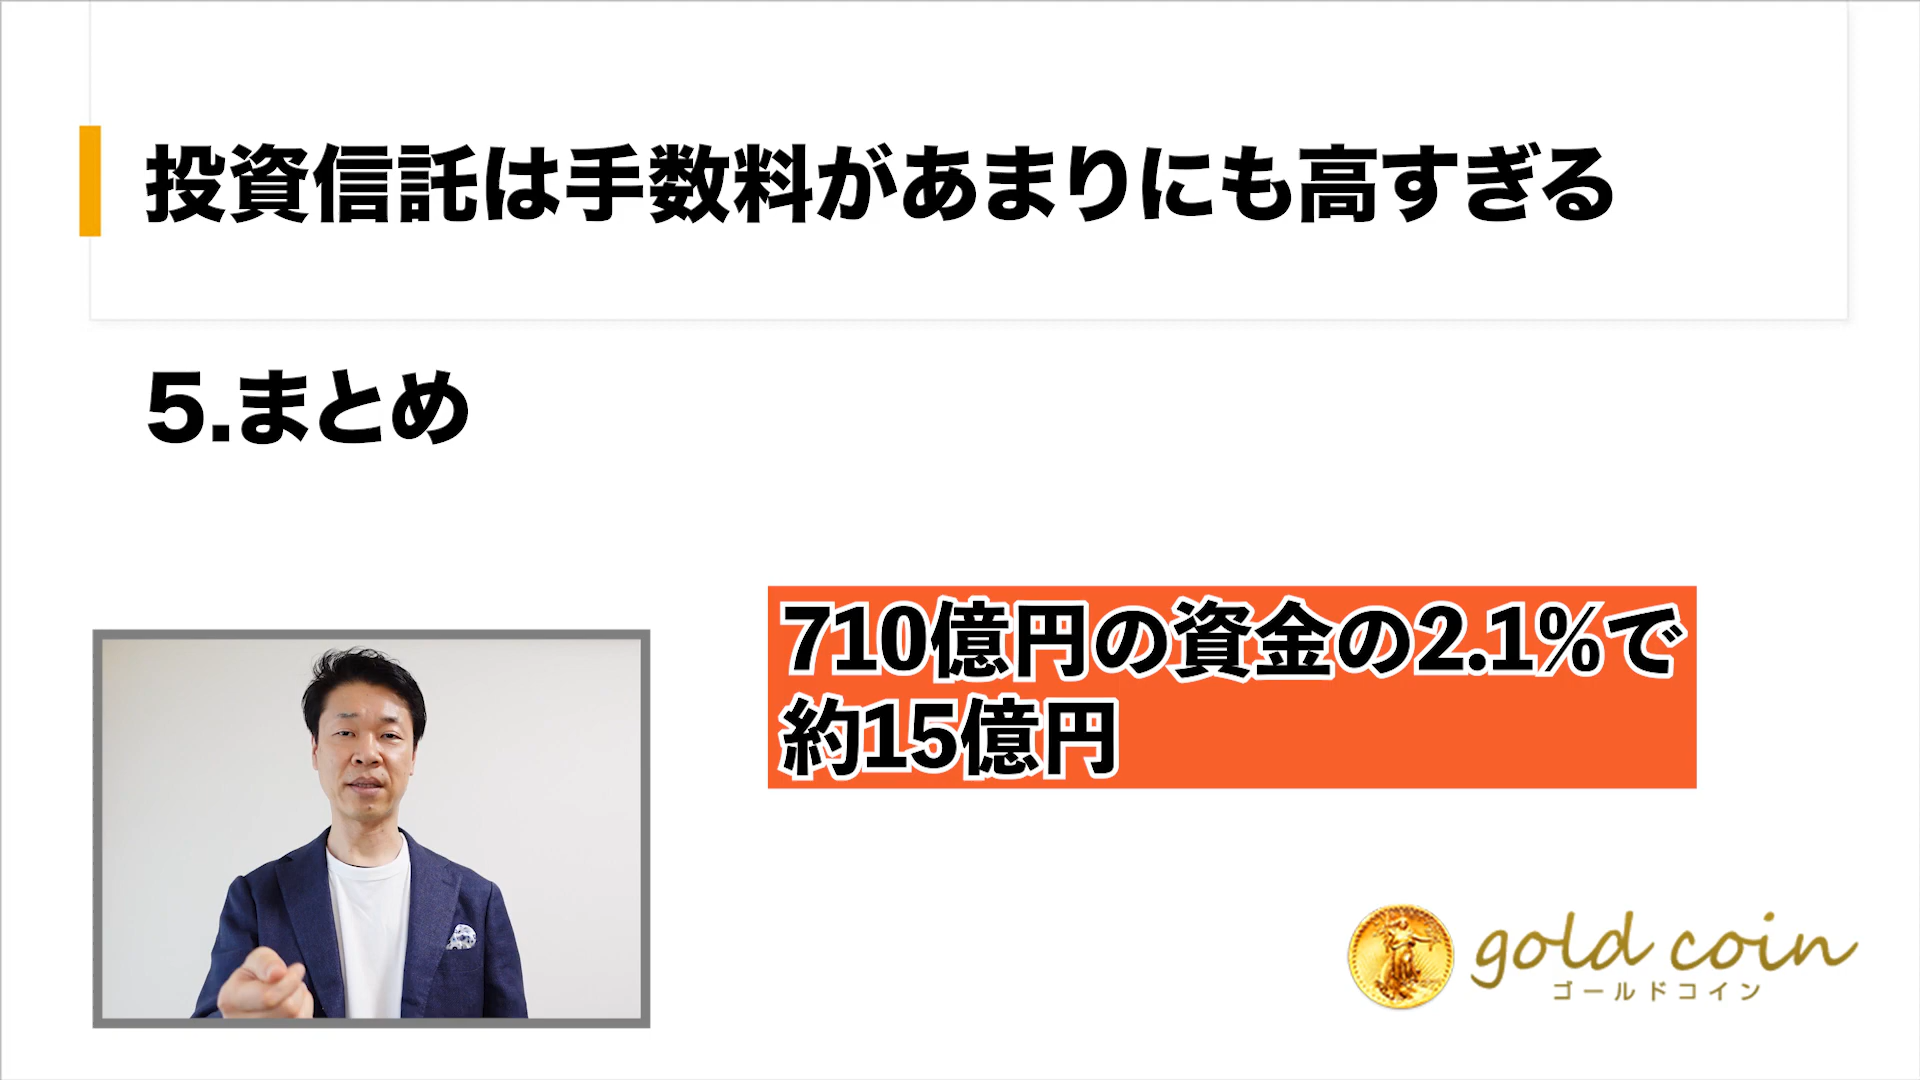 投資信託は手数料があまりにも高すぎる
5.まとめ
710億円の資金の2.1%で
約15億円
gold coin
ゴールドコイン